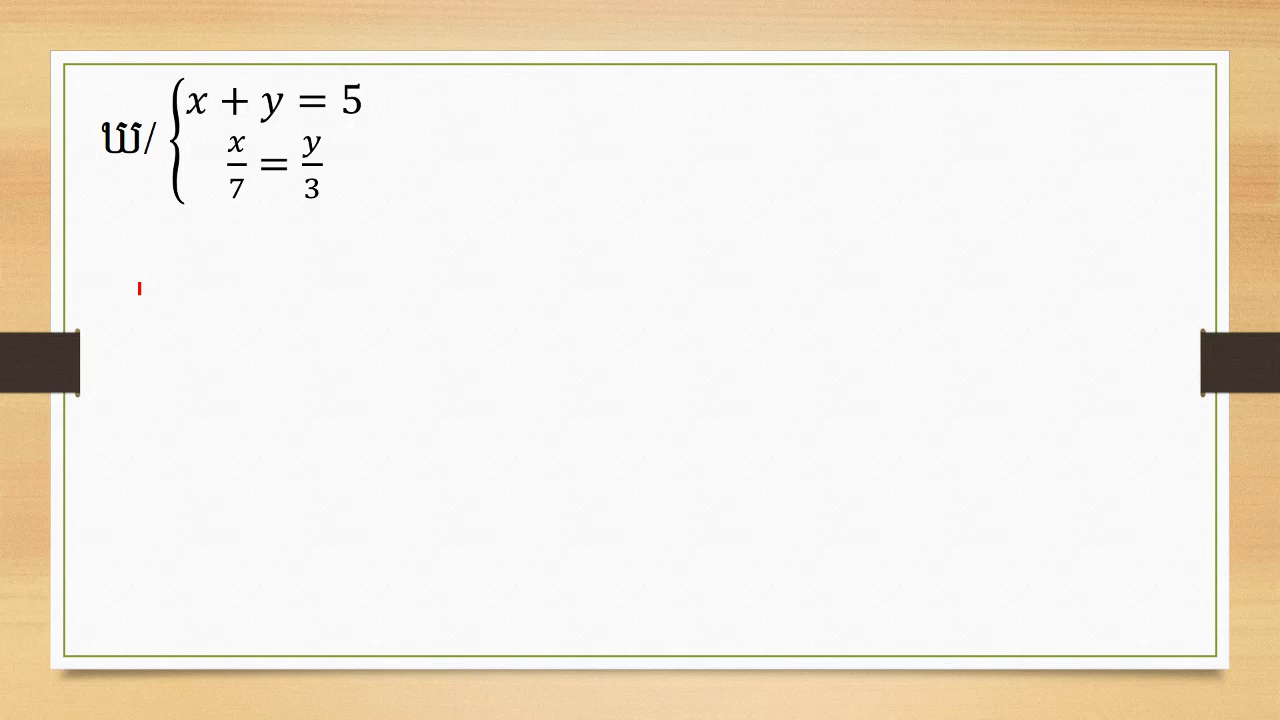 ឃ/ { x + y = 5
x/7 = y/3